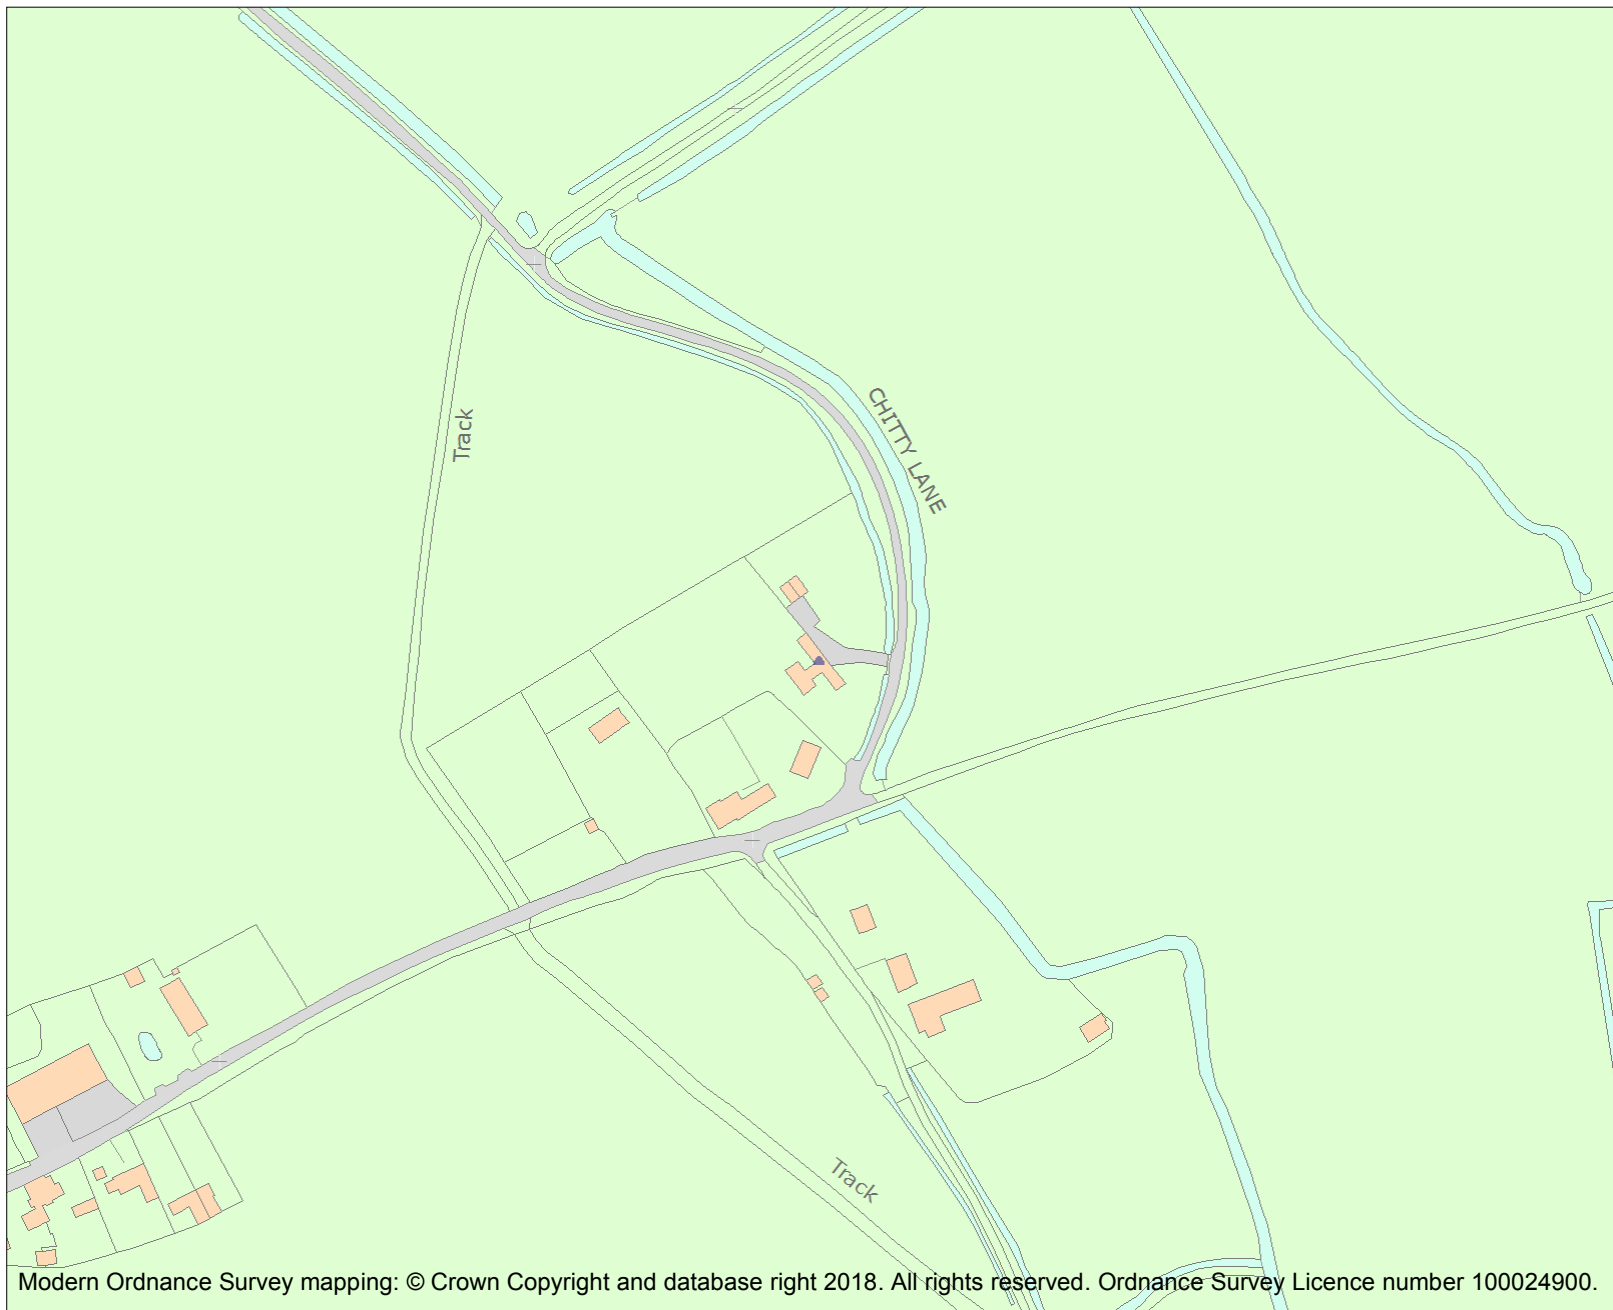 Track
CHITTY LANE
Track
Modern Ordnance Survey mapping: © Crown Copyright and database right 2018. All rights reserved. Ordnance Survey Licence number 100024900.